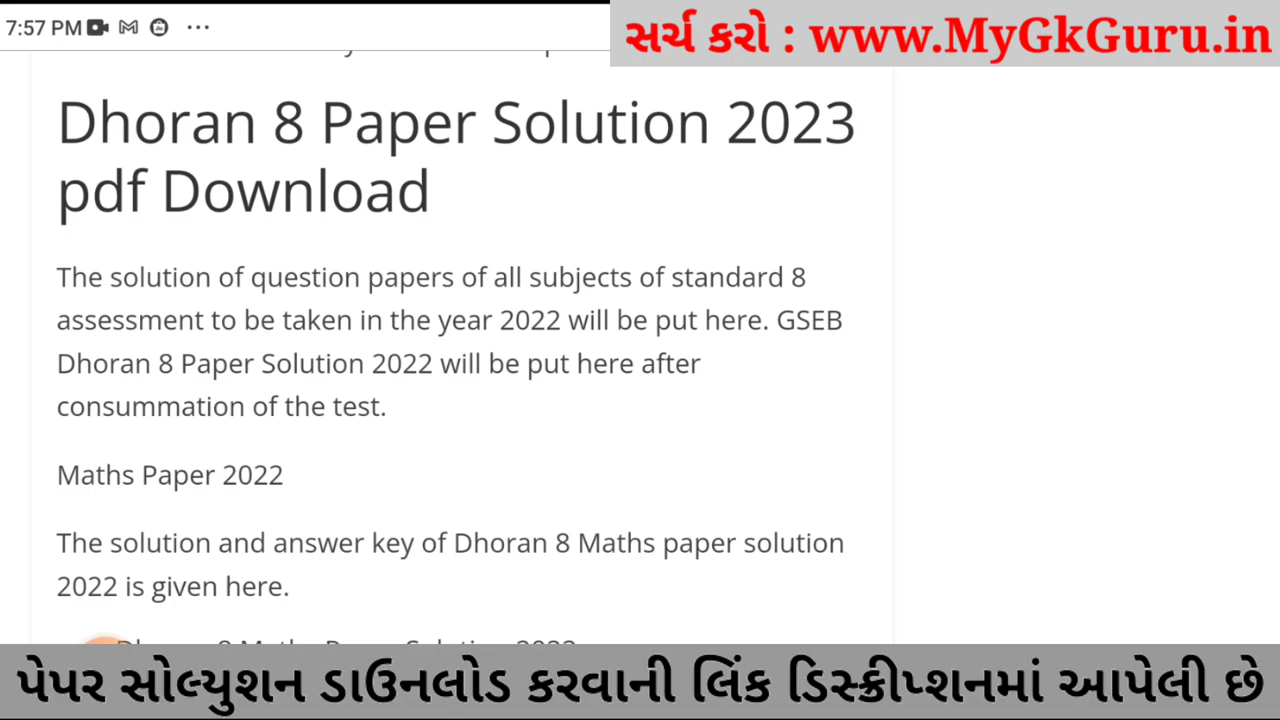 7:57 PM
સર્ચ કરો : www.MyGkGuru.in
Dhoran 8 Paper Solution 2023
pdf Download
The solution of question papers of all subjects of standard 8
assessment to be taken in the year 2022 will be put here. GSEB
Dhoran 8 Paper Solution 2022 will be put here after
consummation of the test.
Maths Paper 2022
The solution and answer key of Dhoran 8 Maths paper solution
2022 is given here.
પેપર સોલ્યુશન ડાઉનલોડ કરવાની લિંક ડિસ્ક્રીપ્શનમાં આપેલી છે